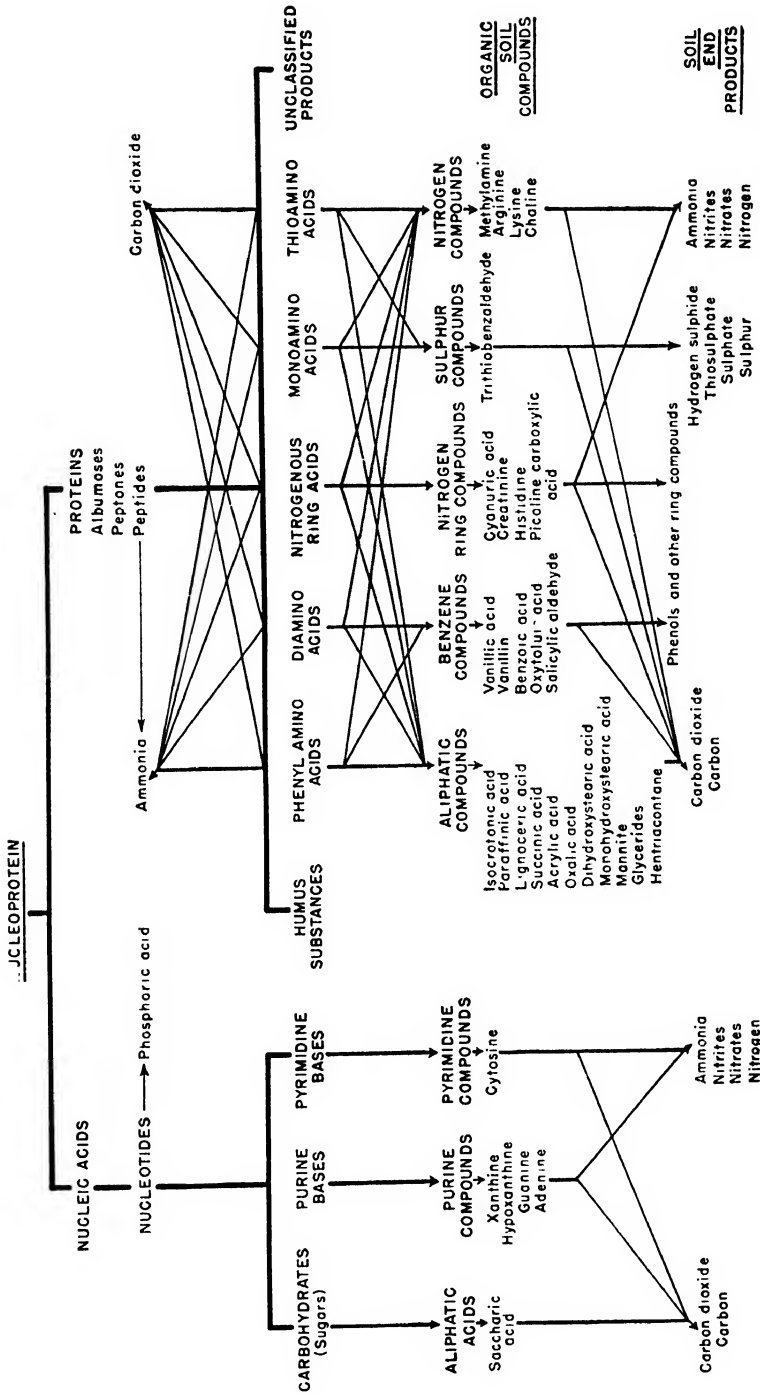 JCLEOPROTEIN
NUCLEIC ACIDS
NUCLEOTIDES
Phosphoric acid
PROTEINS
Albumoses
Peptones
Peptides
Ammonia
Carbon dioxide
CARBOHYDRATES
(Sugars)
PURINE
BASES
PYRIMIDINE
BASES
HUMUS
SUBSTANCES
PHENYL AMINO
ACIDS
DIAMINO
ACIDS
NITROGENOUS
RING ACIDS
MONOAMINO
ACIDS
THIOAMINO
ACIDS
UNCLASSIFIED
PRODUCTS
ALIPHATIC
ACIDS
Saccharic
acid
PURINE
COMPOUNDS
Xanthine
Hypoxanthine
Guanine
Adenine
PYRIMIDINE
COMPOUNDS
Cytosine
ALIPHATIC
COMPOUNDS
Isocrotonic acid
Paraffinic acid
Lignoceric acid
Succinic acid
Acrylic acid
Oxalic acid
Dihydroxystearic acid
Monohydroxystearic acid
Mannite
Glycerides
Hentriacontane
BENZENE
COMPOUNDS
Vanillic acid
Vanillin
Benzoic acid
acid
Salicylic aldehyde
NITROGEN
RING COMPOUNDS
Cyanuric acid
Creatinine
Histidine
Picoline carboxylic
acid
SULPHUR
COMPOUNDS
Trithiobenzaldehyde
NITROGEN
COMPOUNDS
Methylamine
Arginine
Lysine
Chaline
ORGANIC
SOIL
COMPOUNDS
Carbon dioxide
Carbon
Ammonia
Nitrites
Nitrates
Nitrogen
Carbon dioxide
Carbon
Phenols and other ring compounds
Hydrogen sulphide
Thiosulphate
Sulphate
Sulphur
Ammonia
Nitrites
Nitrates
Nitrogen
SOIL
END
PRODUCTS